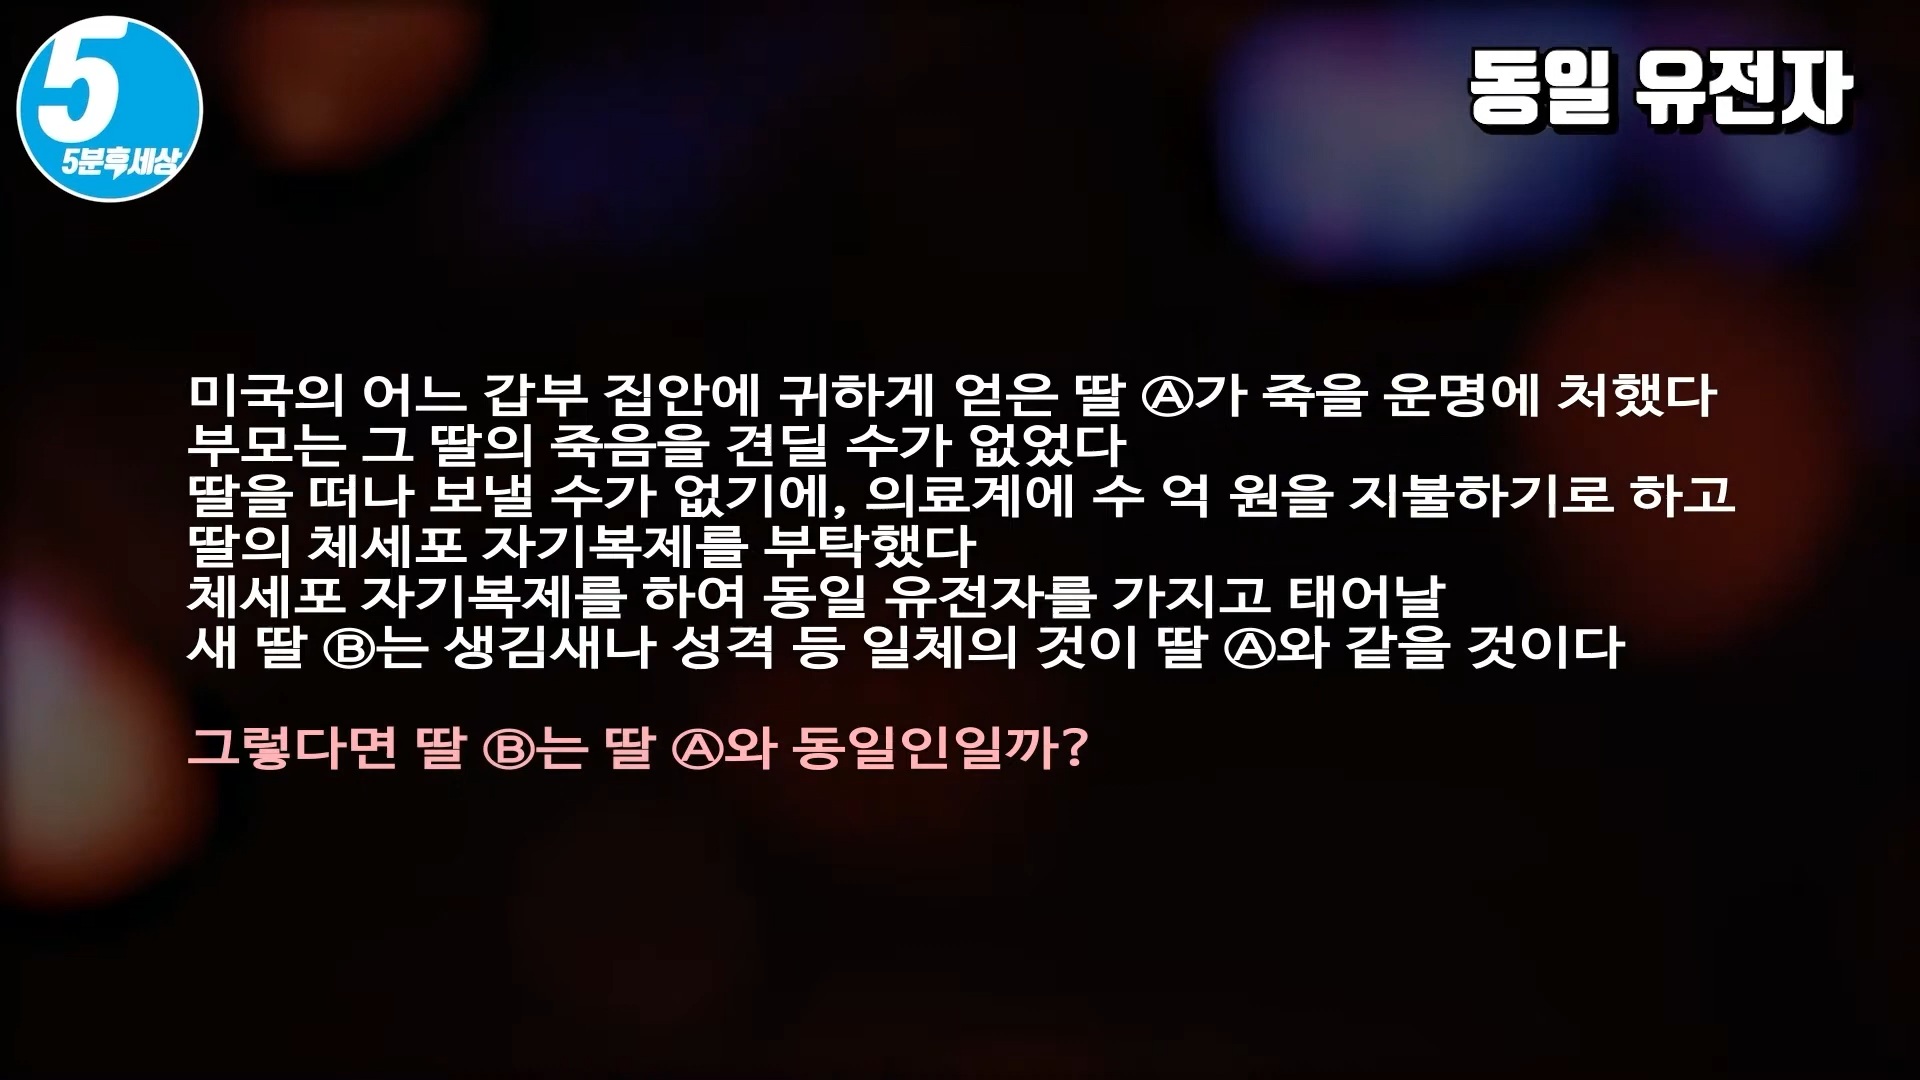 5
5분후세상
동일 유전자
미국의 어느 갑부 집안에 귀하게 얻은 딸 Ⓐ가 죽을 운명에 처했다
부모는 그 딸의 죽음을 견딜 수가 없었다
딸을 떠나 보낼 수가 없기에, 의료계에 수 억 원을 지불하기로 하고
딸의 체세포 자기복제를 부탁했다
체세포 자기복제를 하여 동일 유전자를 가지고 태어날
새 딸 Ⓑ는 생김새나 성격 등 일체의 것이 딸 Ⓐ와 같을 것이다
그렇다면 딸 Ⓑ는 딸 Ⓐ와 동일인일까?